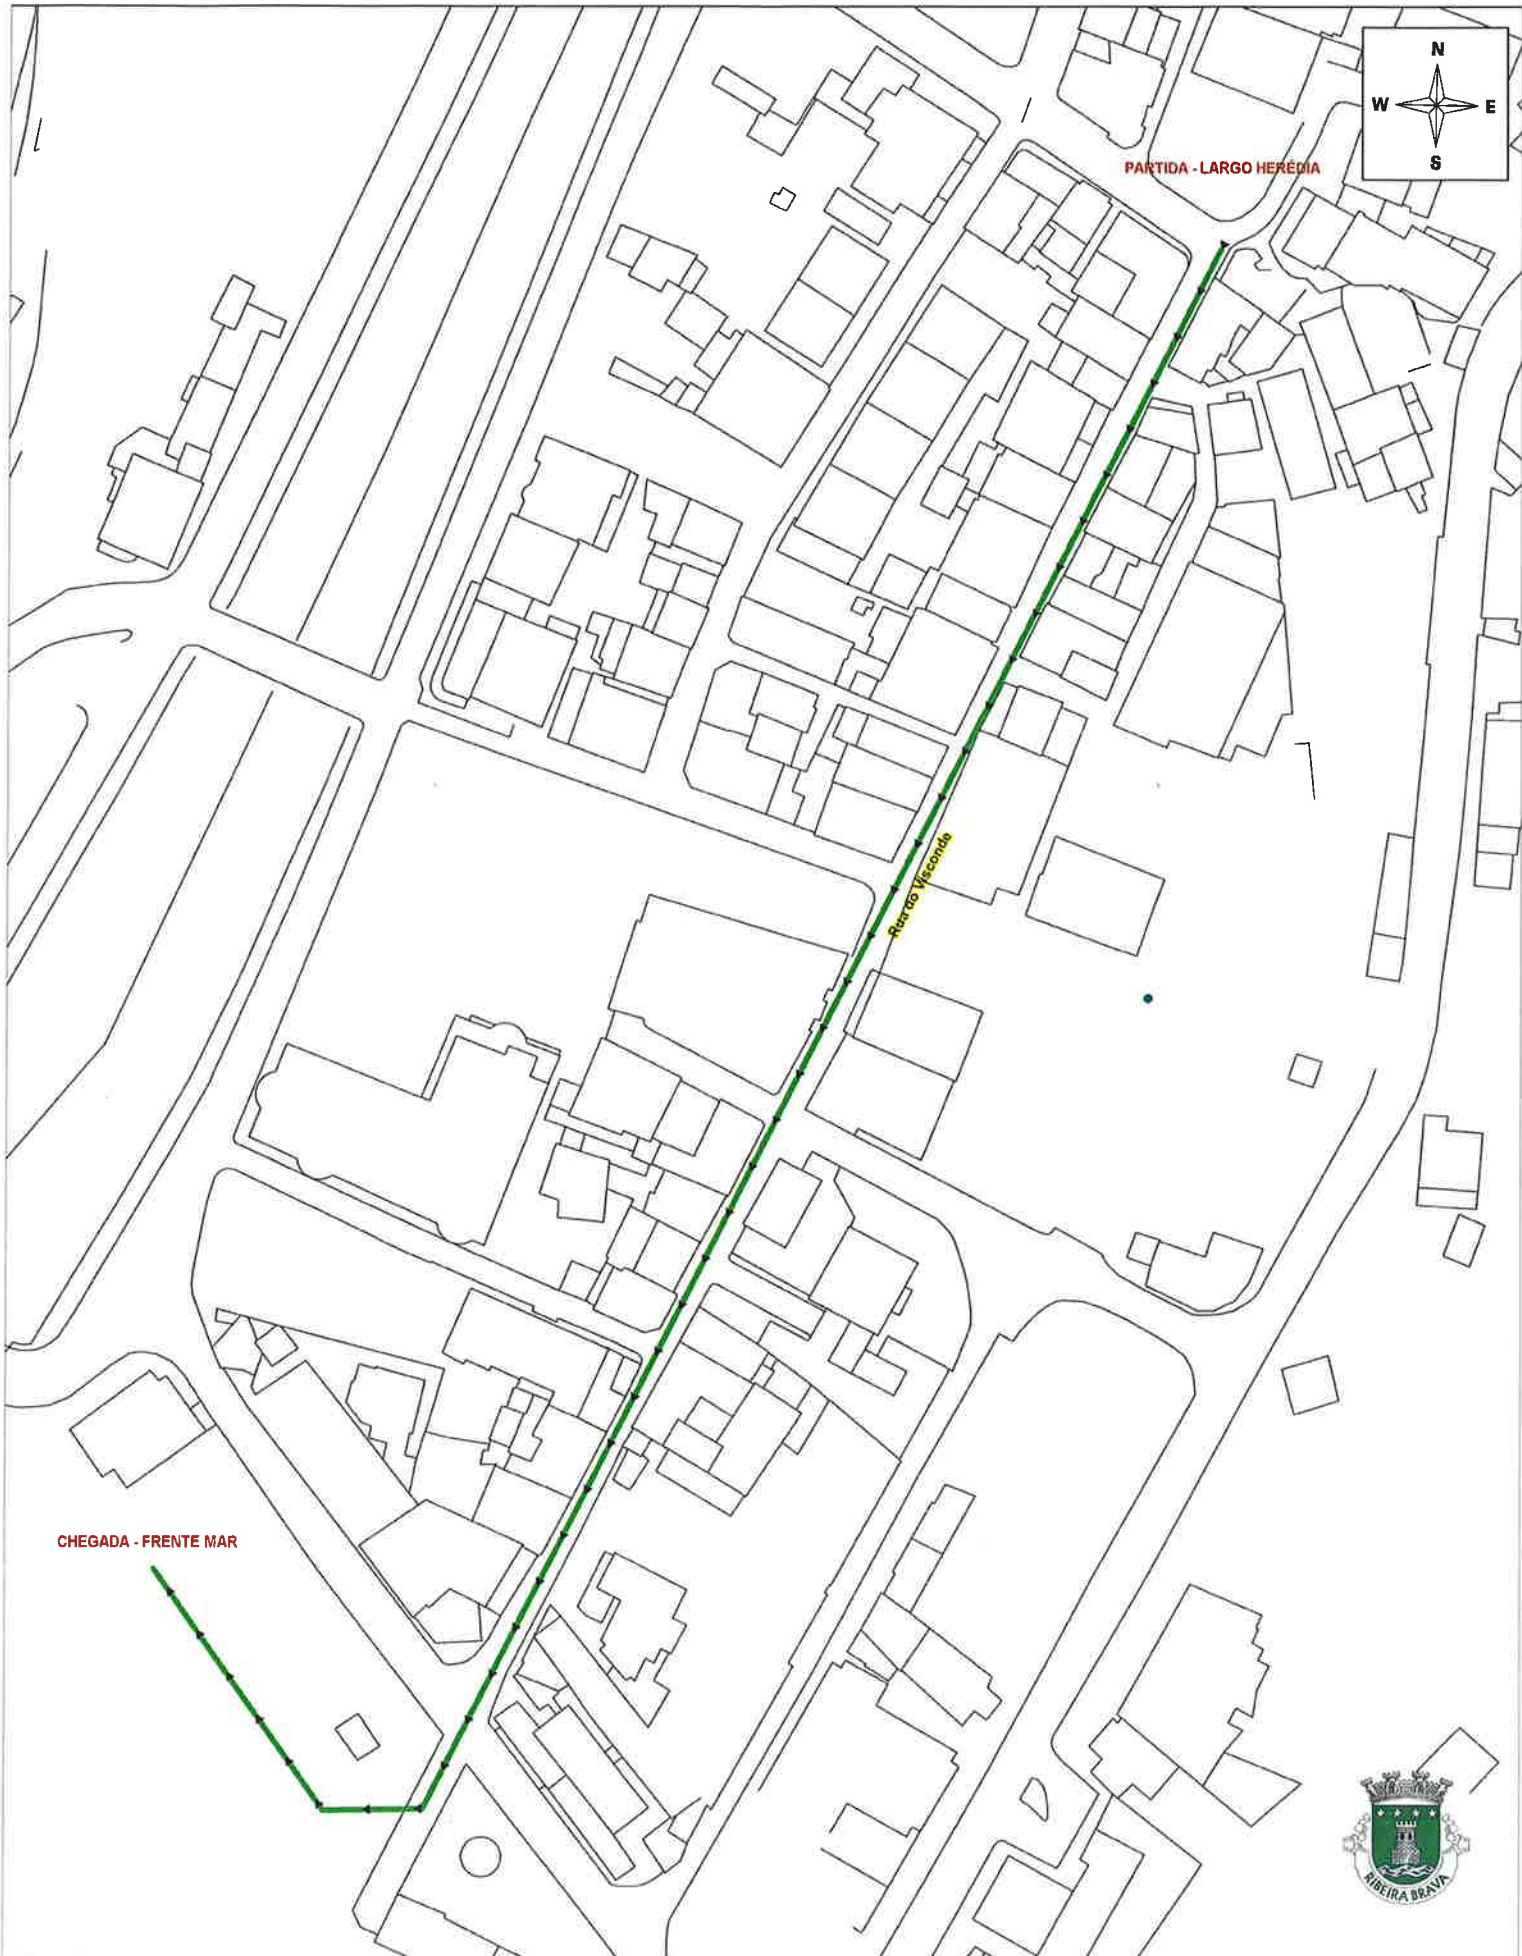 N
W E
S
PARTIDA - LARGO HERÉDIA
Rua do Visconde
CHEGADA - FRENTE MAR
RIBEIRA BRAVA